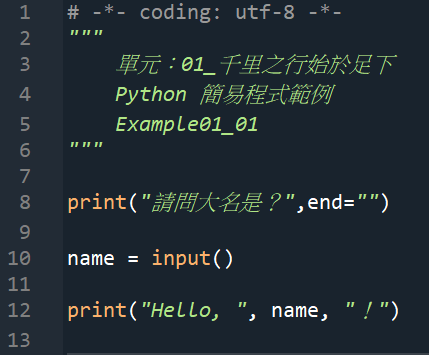 1 # -*- coding: utf-8 -*-
2 """
3     單元：01_千里之行始於足下
4     Python 簡易程式範例
5     Example01_01
6 """
7
8 print("請問大名是？",end="")
9
10 name = input()
11
12 print("Hello, ", name, "！")
13